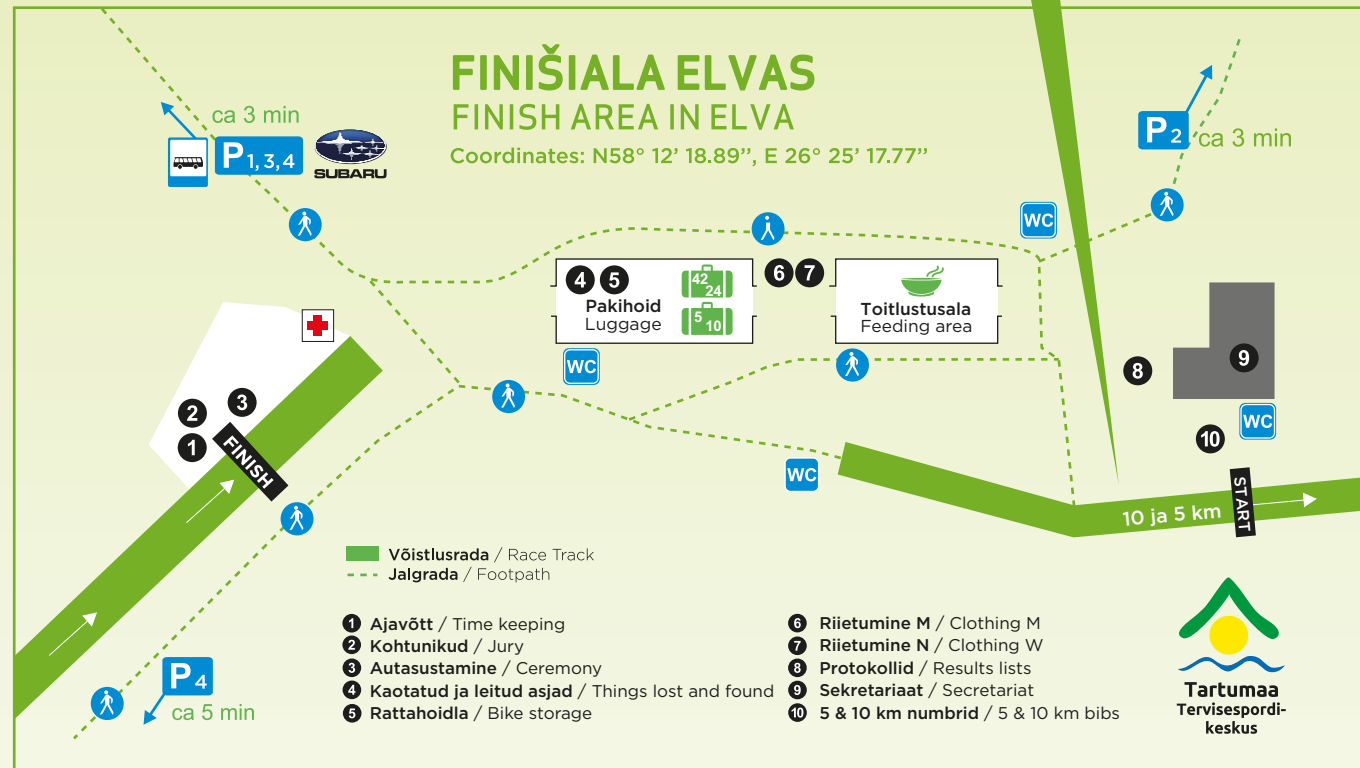 FINIŠIALA ELVAS
FINISH AREA IN ELVA
Coordinates: N58° 12’ 18.89’’, E 26° 25’ 17.77’’
ca 3 min
P 1, 3, 4
SUBARU
P 2
ca 3 min
WC
4 5
42
24
Pakihoid
Luggage
5
10
6 7
Toitlustusala
Feeding area
WC
8
9
WC
10
2
3
1
FINISH
WC
10 ja 5 km
START
Võistlusrada / Race Track
Jalgrada / Footpath
1 Ajavõtt / Time keeping
2 Kohtunikud / Jury
3 Autasustamine / Ceremony
4 Kaotatud ja leitud asjad / Things lost and found
5 Rattahoidla / Bike storage
6 Riietumine M / Clothing M
7 Riietumine N / Clothing W
8 Protokollid / Results lists
9 Sekretariaat / Secretariat
10 5 & 10 km numbrid / 5 & 10 km bibs
P 4
ca 5 min
Tartumaa
Tervisespordi-
keskus